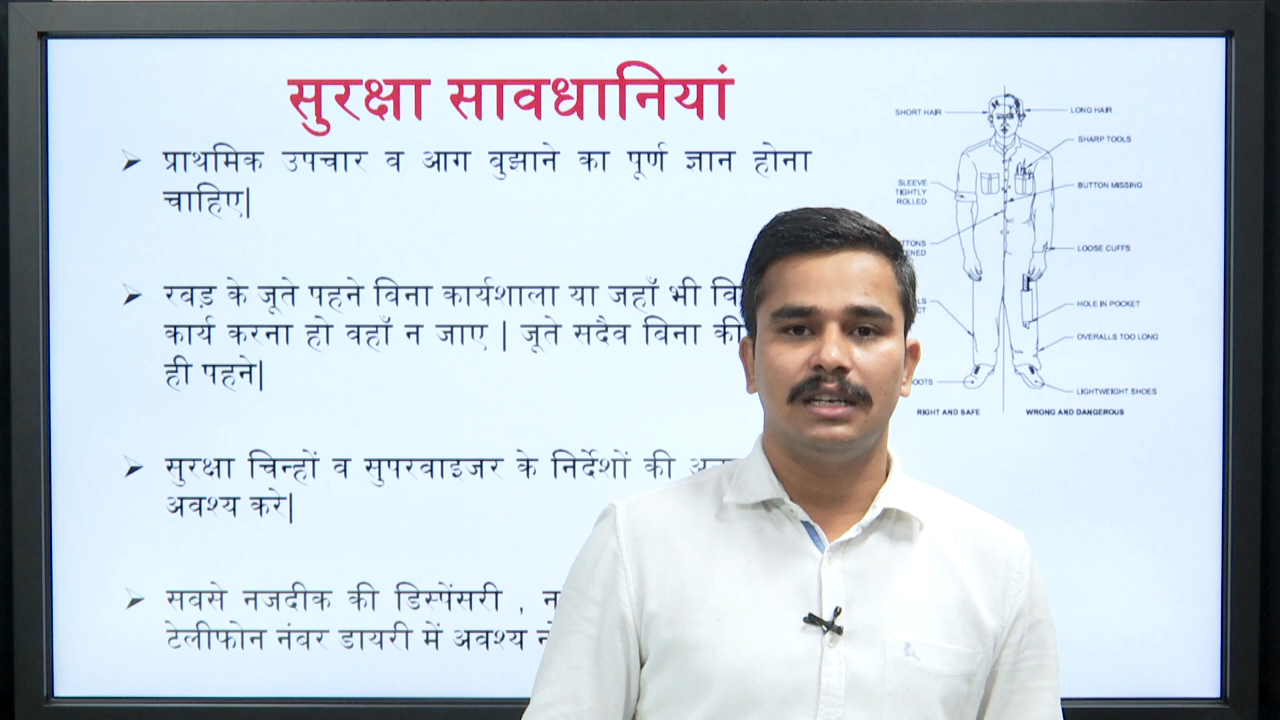 सुरक्षा सावधानियां
➢ प्राथमिक उपचार व आग बुझाने का पूर्ण ज्ञान होना
चाहिए|
➢ रबड़ के जूते पहने बिना कार्यशाला या जहाँ भी
कार्य करना हो वहाँ न जाए | जूते सदैव बिना
ही पहने|
➢ सुरक्षा चिन्हों व सुपरवाइजर के निर्देशों की
अवश्य करे|
➢ सबसे नजदीक की डिस्पेंसरी ,
टेलीफोन नंबर डायरी में अवश्य
SHORT HAIR
LONG HAIR
SHARP TOOLS
SLEEVE
TIGHTLY
ROLLED
BUTTON MISSING
LOOSE CUFFS
HOLE IN POCKET
OVERALLS TOO LONG
LIGHTWEIGHT SHOES
RIGHT AND SAFE
WRONG AND DANGEROUS